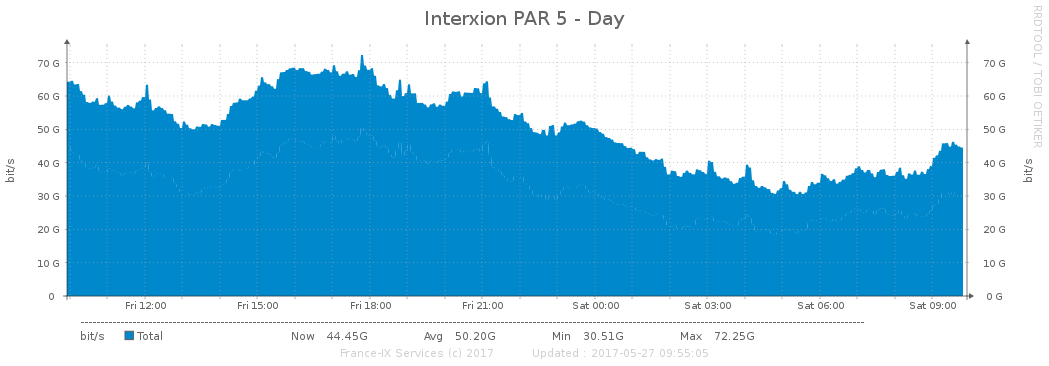 Interxion PAR 5 - Day
RRDTOOL / TOBI OETIKER
bit/s
70 G
60 G
50 G
40 G
30 G
20 G
10 G
0
70 G
60 G
50 G
40 G
30 G
20 G
10 G
0 G
bit/s
Fri 12:00 Fri 15:00 Fri 18:00 Fri 21:00 Sat 00:00 Sat 03:00 Sat 06:00 Sat 09:00
bit/s Total Now 44.45G Avg 50.20G Min 30.51G Max 72.25G
France-IX Services (c) 2017 Updated : 2017-05-27 09:55:05